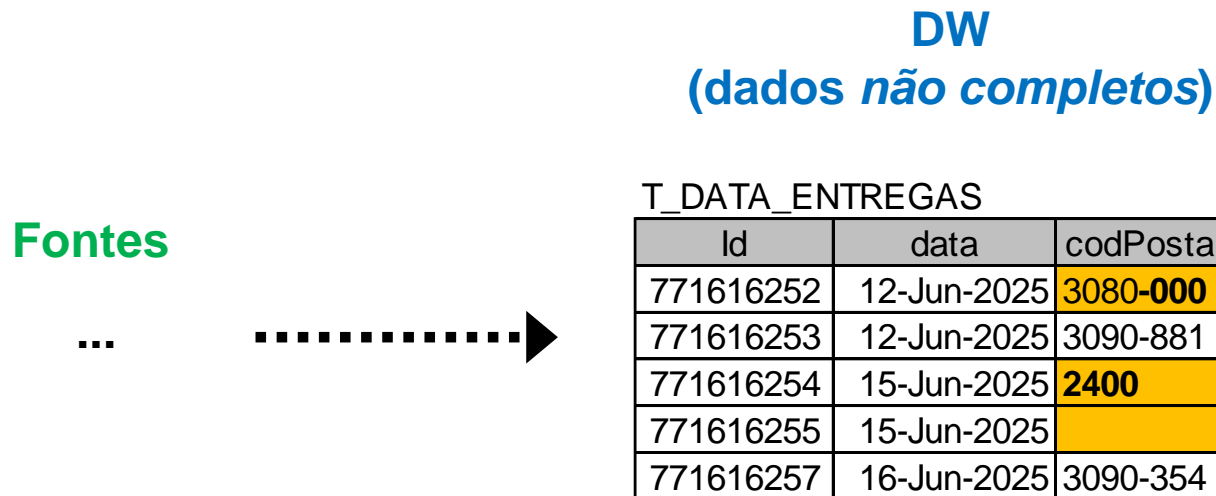 DW
(dados não completos)
T_DATA_ENTREGAS
Fontes
Id data codPosta
771616252 12-Jun-2025 3080-000
... 771616253 12-Jun-2025 3090-881
771616254 15-Jun-2025 2400
771616255 15-Jun-2025
771616257 16-Jun-2025 3090-354